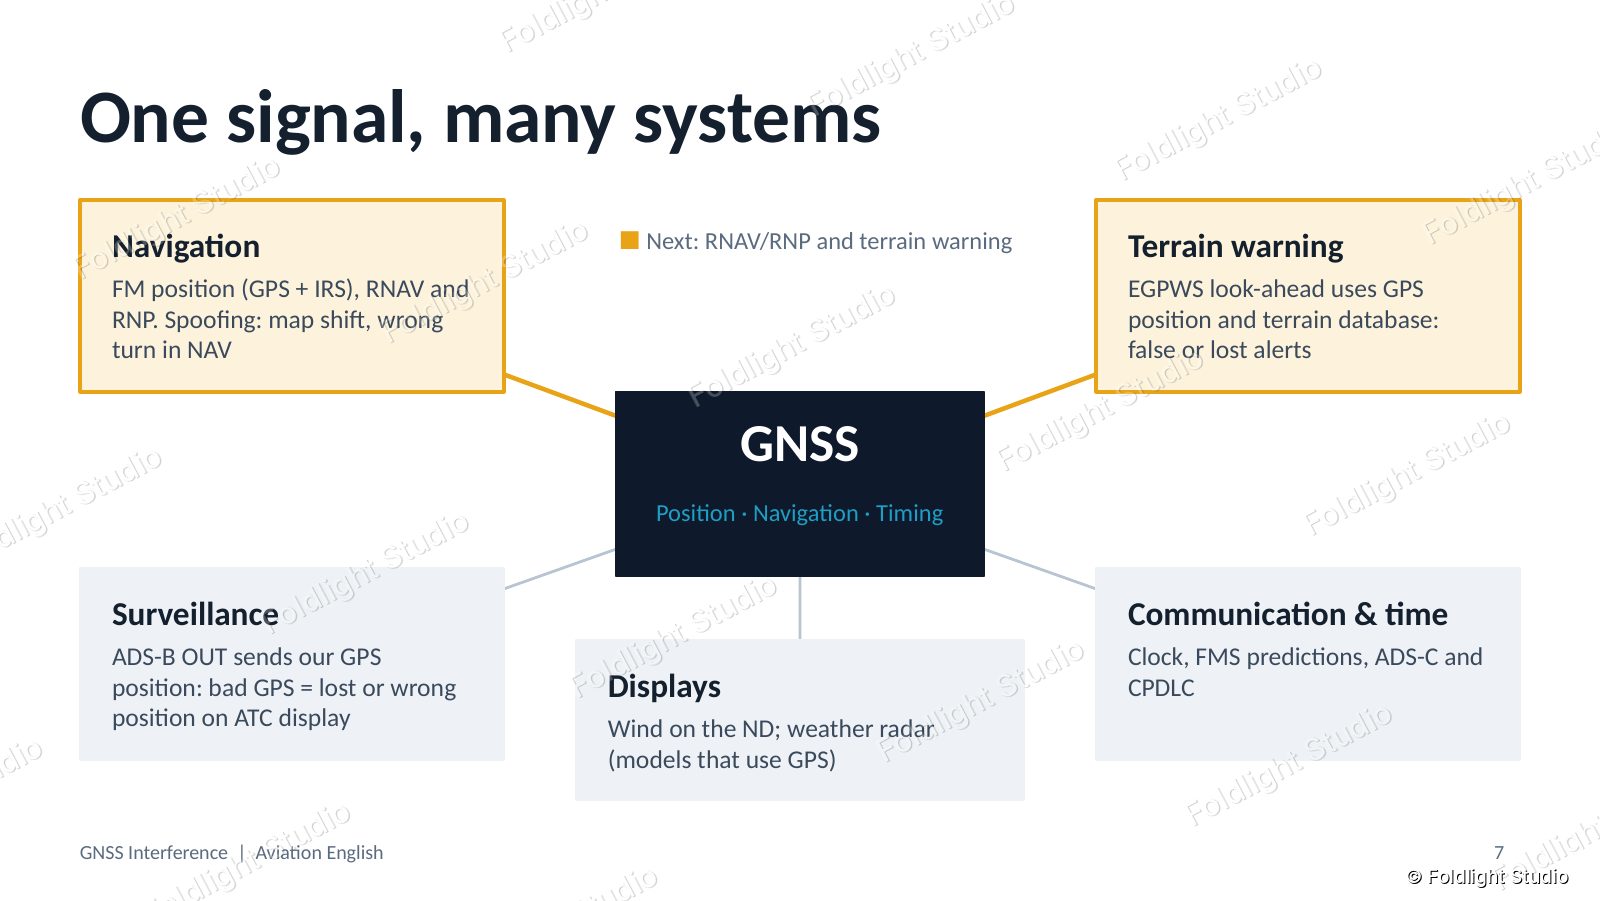 One signal, many systems
Navigation
FM position (GPS + IRS), RNAV and
RNP. Spoofing: map shift, wrong
turn in NAV
Next: RNAV/RNP and terrain warning
Terrain warning
EGPWS look-ahead uses GPS
position and terrain database:
false or lost alerts
GNSS
Position · Navigation · Timing
Surveillance
ADS-B OUT sends our GPS
position: bad GPS = lost or wrong
position on ATC display
Displays
Wind on the ND; weather radar
(models that use GPS)
Communication & time
Clock, FMS predictions, ADS-C and
CPDLC
GNSS Interference | Aviation English
7
© Foldlight Studio
Foldlight Studio